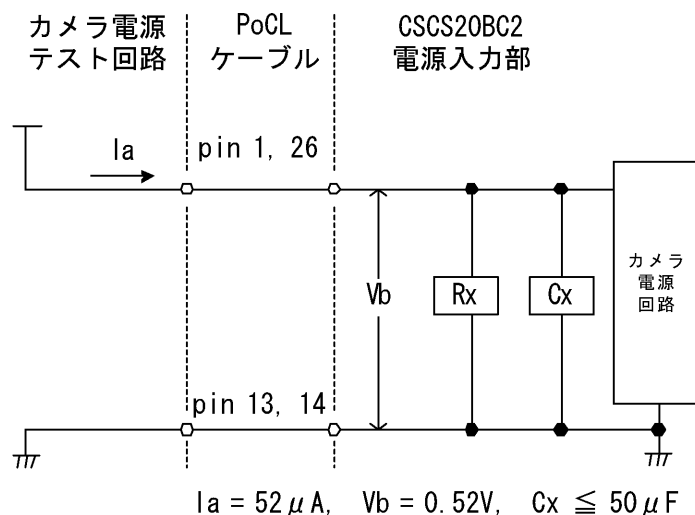 カメラ電源
テスト回路
PoCL
ケーブル
CSCS20BC2
電源入力部
Ia
pin 1, 26
Vb
Rx
Cx
カメラ
電源
回路
pin 13, 14
Ia = 52μA, Vb = 0.52V, Cx ≦ 50μF